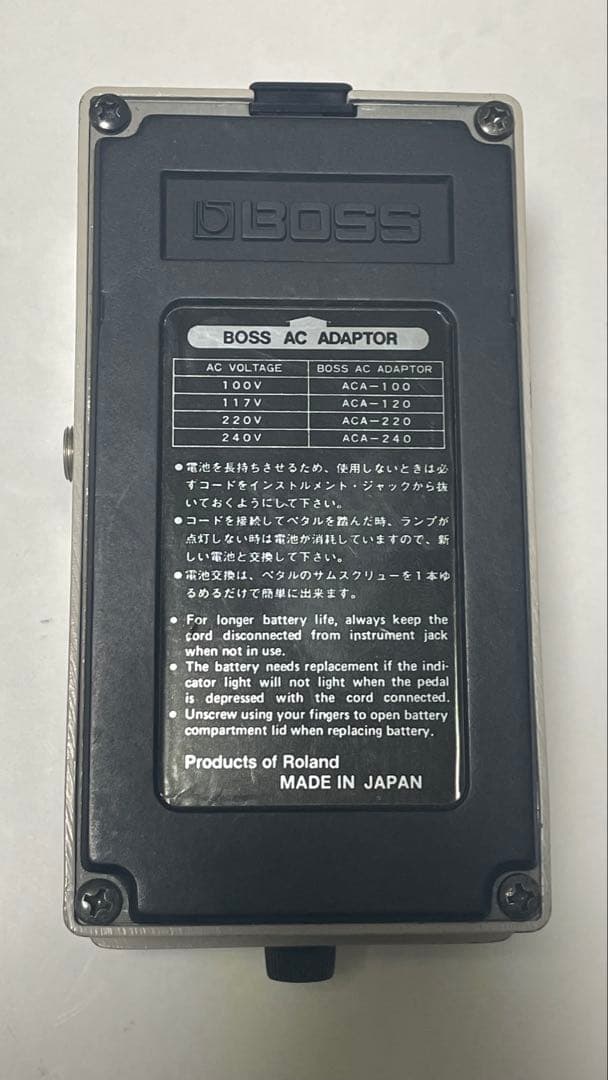 BOSS
BOSS AC ADAPTOR
AC VOLTAGE BOSS AC ADAPTOR
100V ACA-100
117V ACA-120
220V ACA-220
240V ACA-240
●電池を長持ちさせるため、使用しないときは必
ずコードをインストルメント・ジャックから抜
いておくようにして下さい。
●コードを接続してペタルを踏んだ時、ランプが
点灯しない時は電池が消耗していますので、新
しい電池と交換して下さい。
●電池交換は、ペタルのサムスクリューを1本ゆ
るめるだけで簡単に出来ます。
● For longer battery life, always keep the
cord disconnected from instrument jack
when not in use.
● The battery needs replacement if the indi-
cator light will not light when the pedal
is depressed with the cord connected.
● Unscrew using your fingers to open battery
compartment lid when replacing battery.
Products of Roland
MADE IN JAPAN